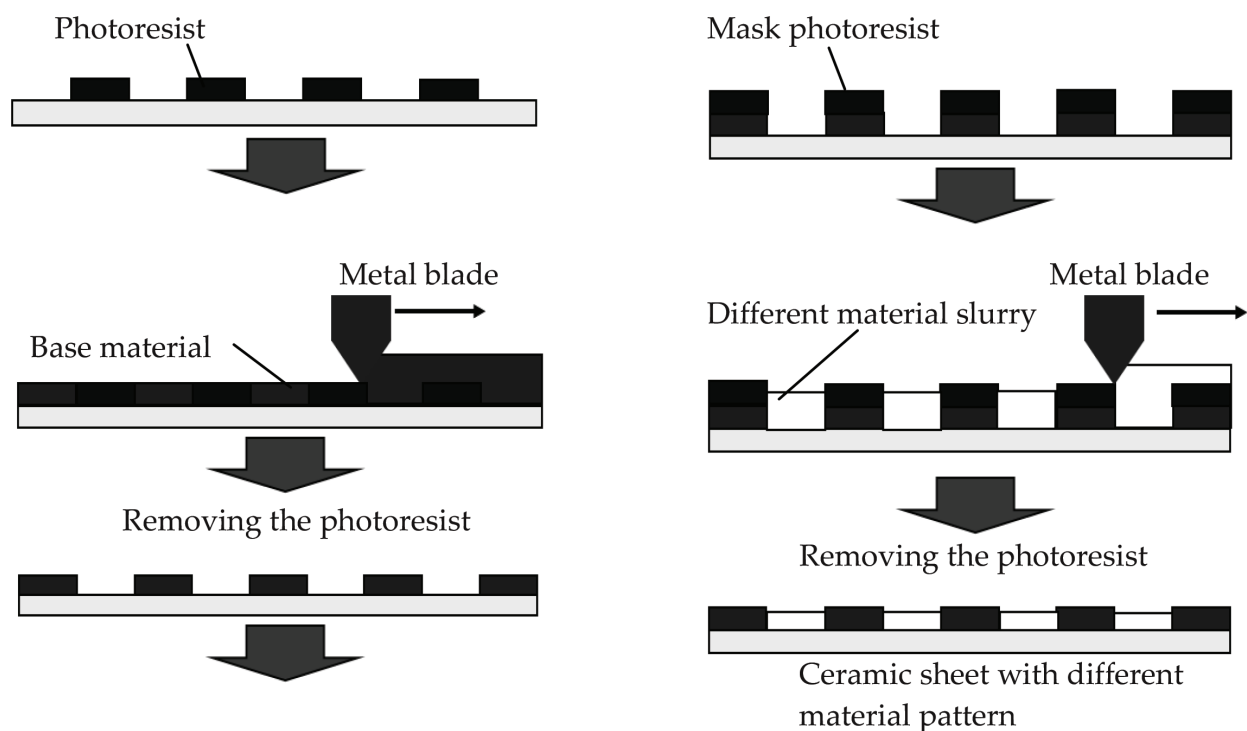 Photoresist
Metal blade
Base material
Removing the photoresist
Mask photoresist
Metal blade
Different material slurry
Removing the photoresist
Ceramic sheet with different
material pattern